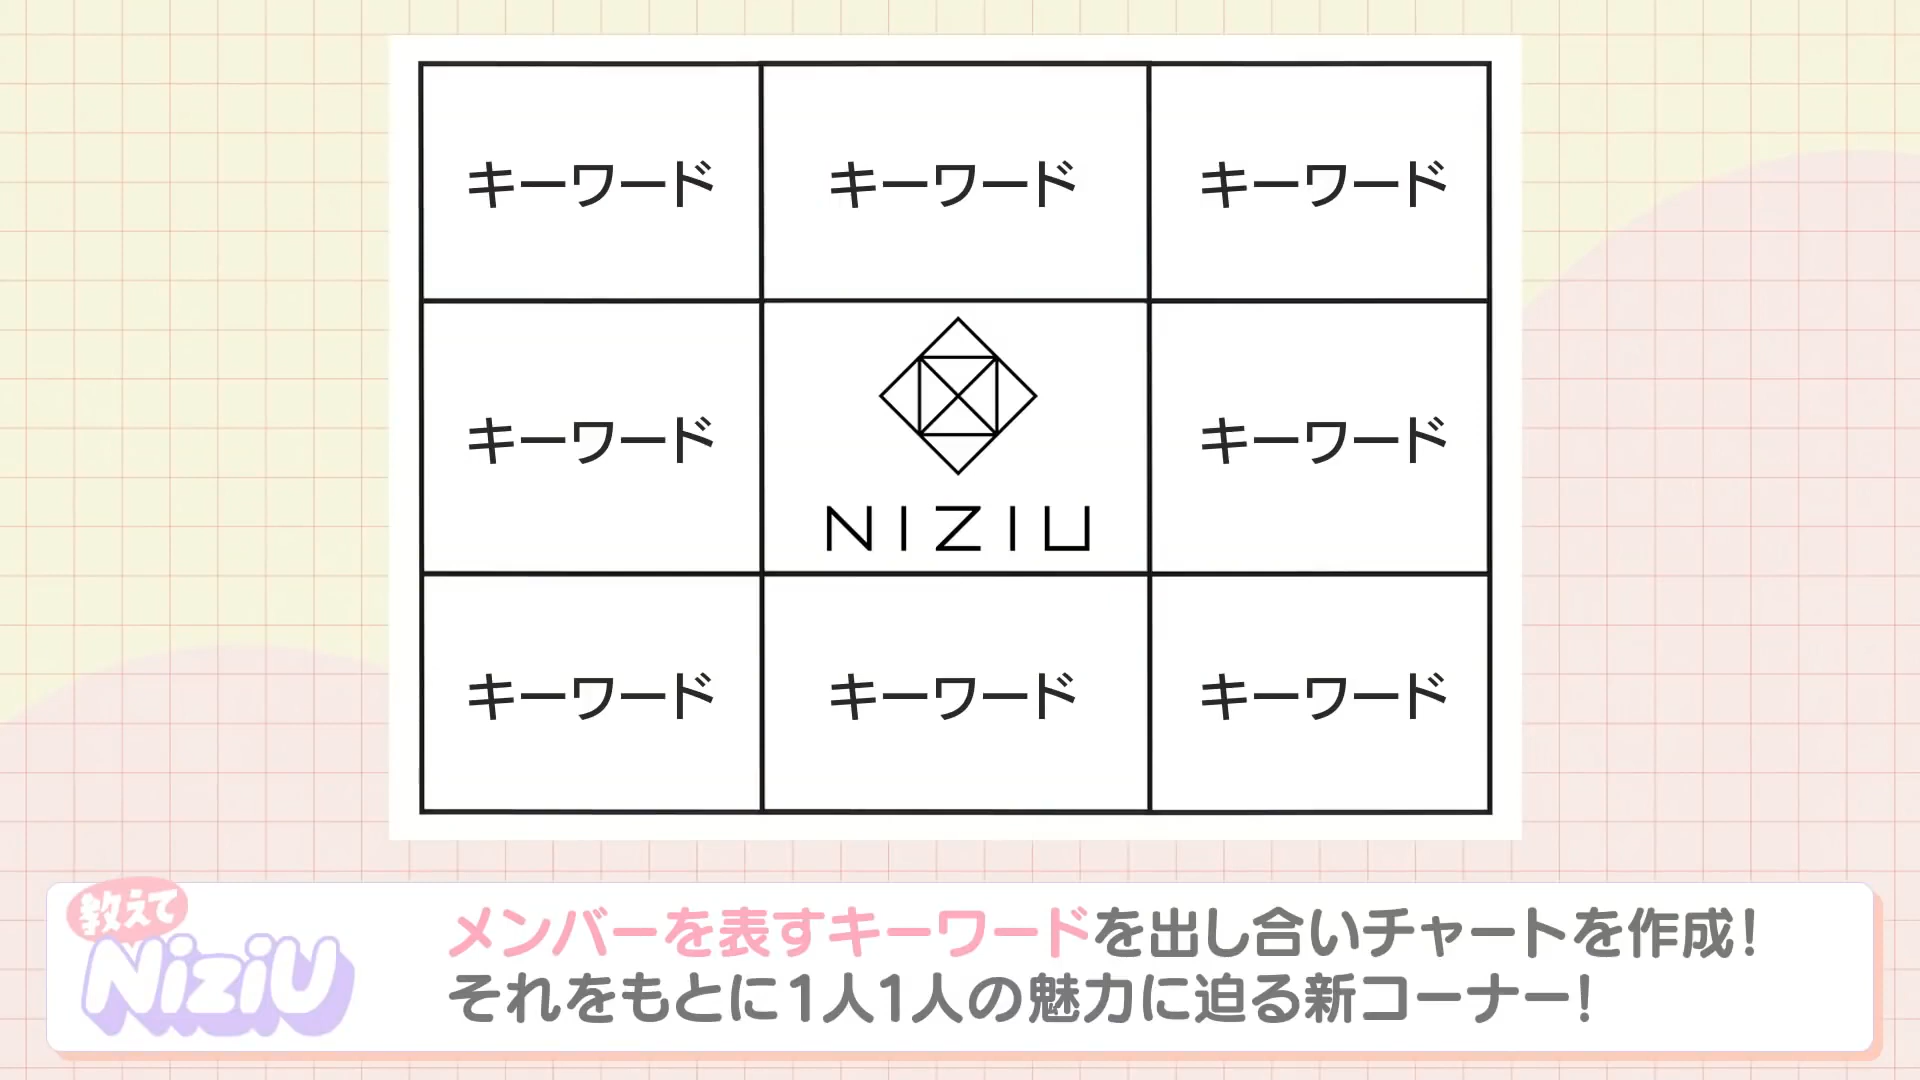 キーワード キーワード キーワード
キーワード NIZIU キーワード
キーワード キーワード キーワード
教えて
NiziU
メンバーを表すキーワードを出し合いチャートを作成!
それをもとに1人1人の魅力に迫る新コーナー!